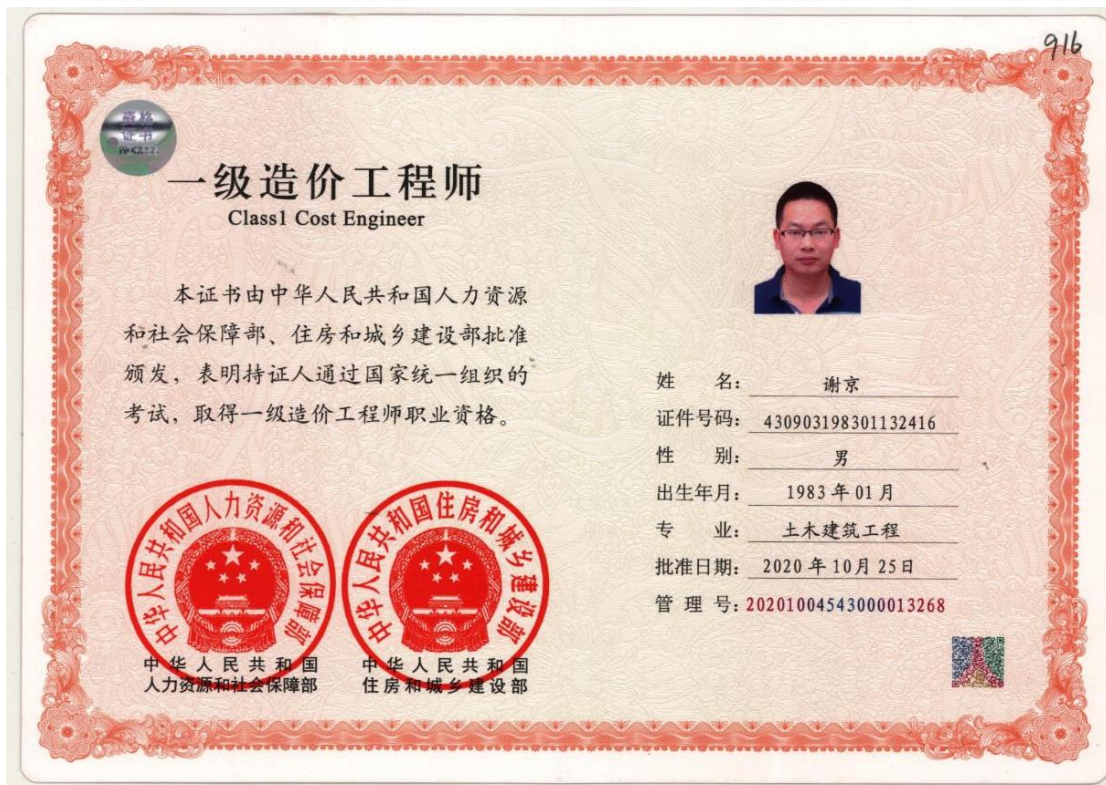 916
资格
证书
一级造价工程师
Class1 Cost Engineer
本证书由中华人民共和国人力资源
和社会保障部、住房和城乡建设部批准
颁发，表明持证人通过国家统一组织的
考试，取得一级造价工程师职业资格。
姓 名：谢京
证件号码：430903198301132416
性 别：男
出生年月：1983年01月
专 业：土木建筑工程
批准日期：2020年10月25日
管 理 号：20201004543000013268
中华人民共和国人力资源和社会保障部
中华人民共和国住房和城乡建设部
中华人民共和国
人力资源和社会保障部
中华人民共和国
住房和城乡建设部